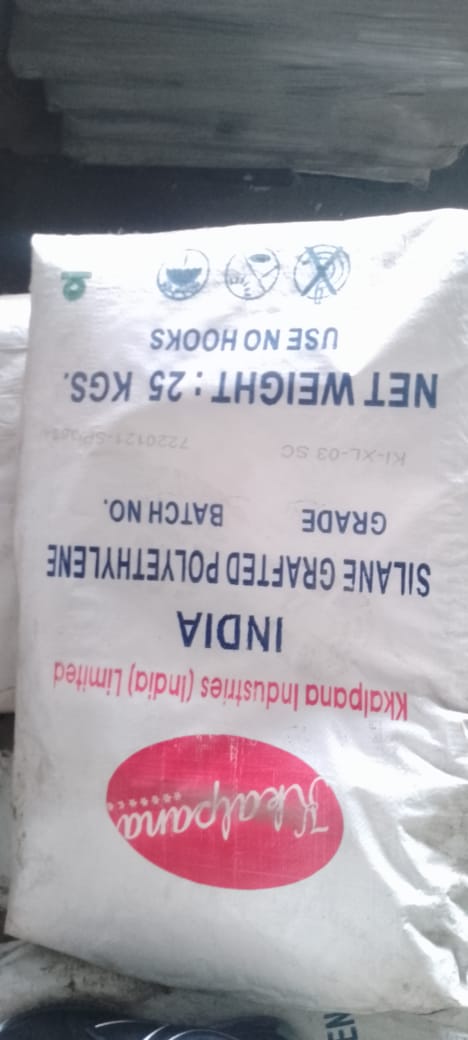 Kkalpana
Kkalpana Industries (India) Limited
INDIA
SILANE GRAFTED POLYETHYLENE
GRADE BATCH NO.
KI-XL-03 SC
NET WEIGHT : 25 KGS.
USE NO HOOKS
EN